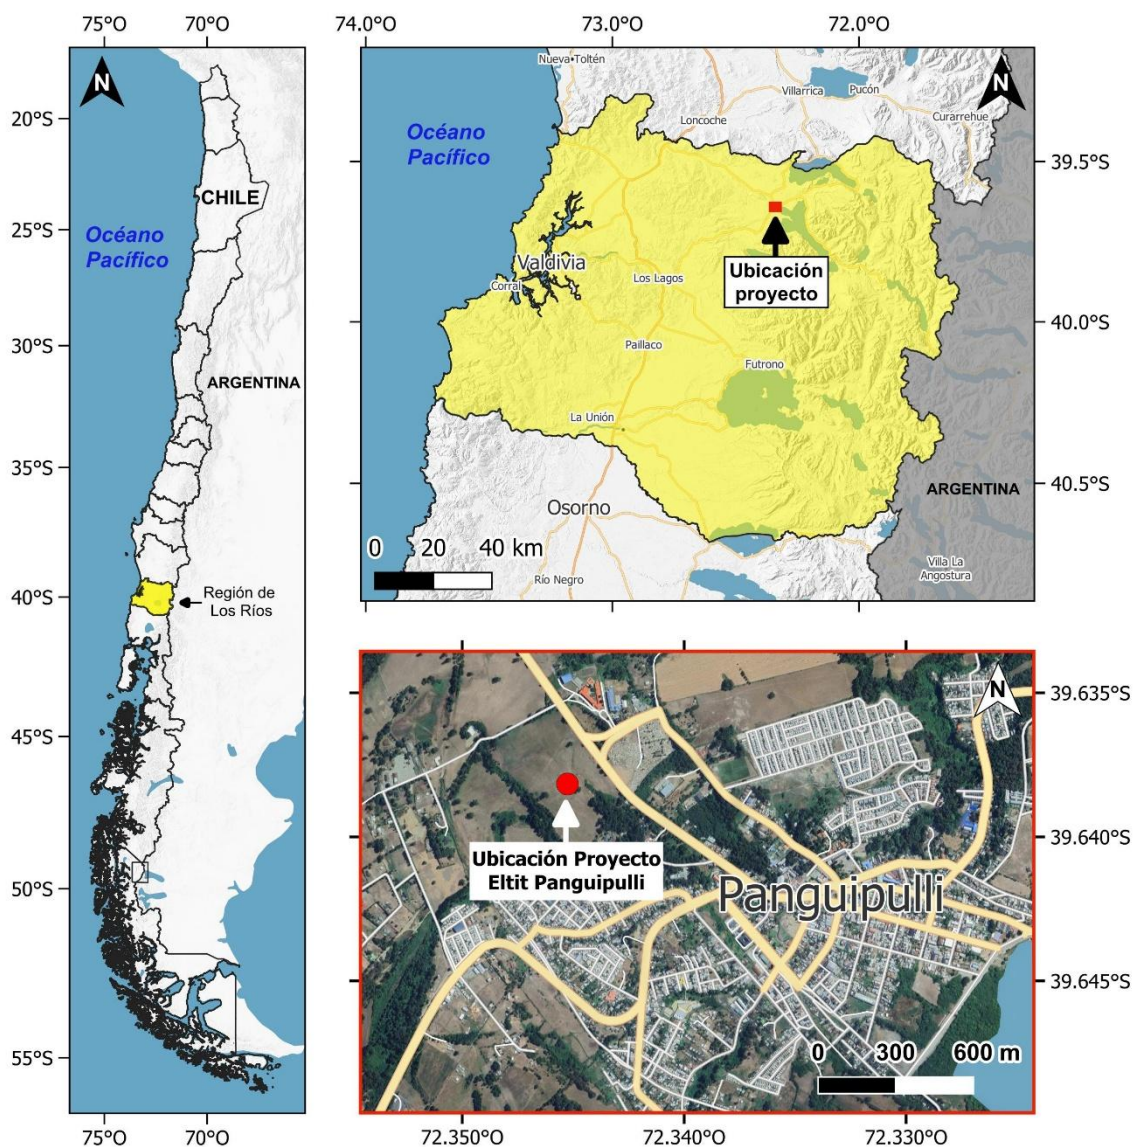 75°O 70°O
N
20°S
25°S
30°S
35°S
40°S
45°S
50°S
55°S
CHILE
Océano
Pacífico
ARGENTINA
Región de
Los Ríos
75°O 70°O
74.0°O 73.0°O 72.0°O
N
Nueva Toltén
Villarrica
Pucón
Curarrehue
Loncoche
Océano
Pacífico
39.5°S
Ubicación
proyecto
Valdivia
Corral
Los Lagos
40.0°S
Paillaco
Futrono
La Unión
40.5°S
ARGENTINA
Osorno
0 20 40 km
Río Negro
Villa La
Angostura
N
39.635°S
39.640°S
39.645°S
Ubicación Proyecto
Eltit Panguipulli
Panguipulli
0 300 600 m
72.350°O 72.340°O 72.330°O